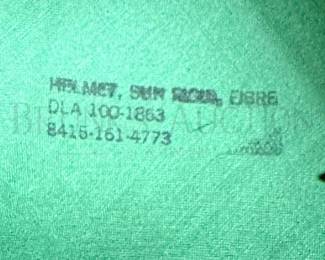 HELMET, SUN RIGID, FIBRE
DLA 100-1863
8415-161-4773